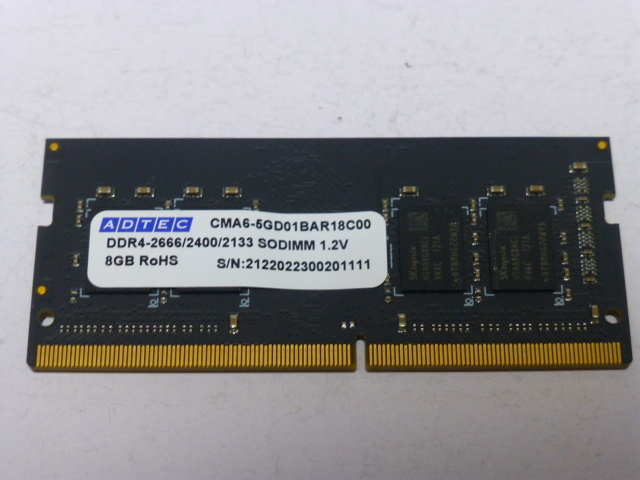 ADTEC CMA6-5GD01BAR18C00
DDR4-2666/2400/2133 SODIMM 1.2V
8GB RoHS S/N:2122022300201111